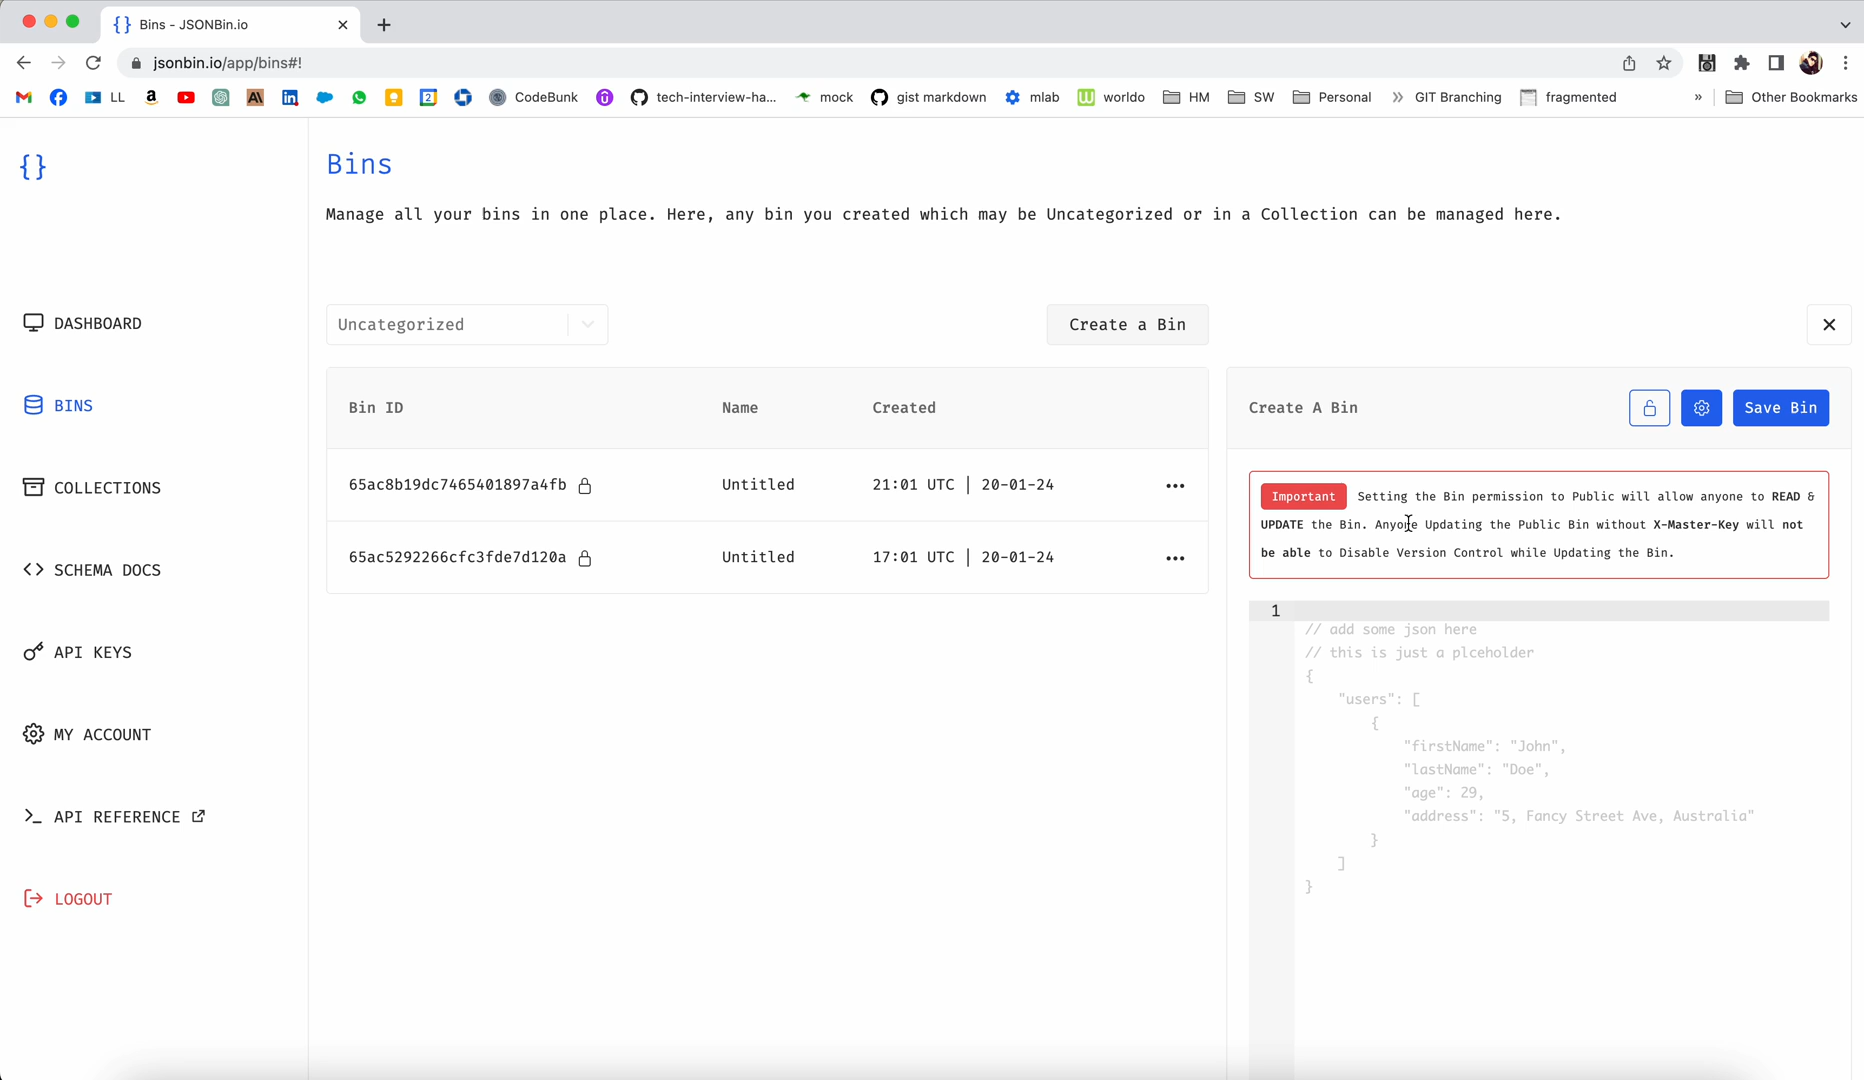 Bins - JSONBin.io
jsonbin.io/app/bins#!
LL
CodeBunk
tech-interview-ha...
mock
gist markdown
mlab
worldo
HM
SW
Personal
GIT Branching
fragmented
»
Other Bookmarks
{ }
Bins
Manage all your bins in one place. Here, any bin you created which may be Uncategorized or in a Collection can be managed here.
DASHBOARD
BINS
COLLECTIONS
SCHEMA DOCS
API KEYS
MY ACCOUNT
API REFERENCE
LOGOUT
Uncategorized
Create a Bin
Bin ID Name Created
65ac8b19dc7465401897a4fb Untitled 21:01 UTC | 20-01-24
65ac5292266cfc3fde7d120a Untitled 17:01 UTC | 20-01-24
Create A Bin
Save Bin
Important Setting the Bin permission to Public will allow anyone to READ &
UPDATE the Bin. Anyone Updating the Public Bin without X-Master-Key will not
be able to Disable Version Control while Updating the Bin.
1
// add some json here
// this is just a plceholder
{
"users": [
{
"firstName": "John",
"lastName": "Doe",
"age": 29,
"address": "5, Fancy Street Ave, Australia"
}
]
}